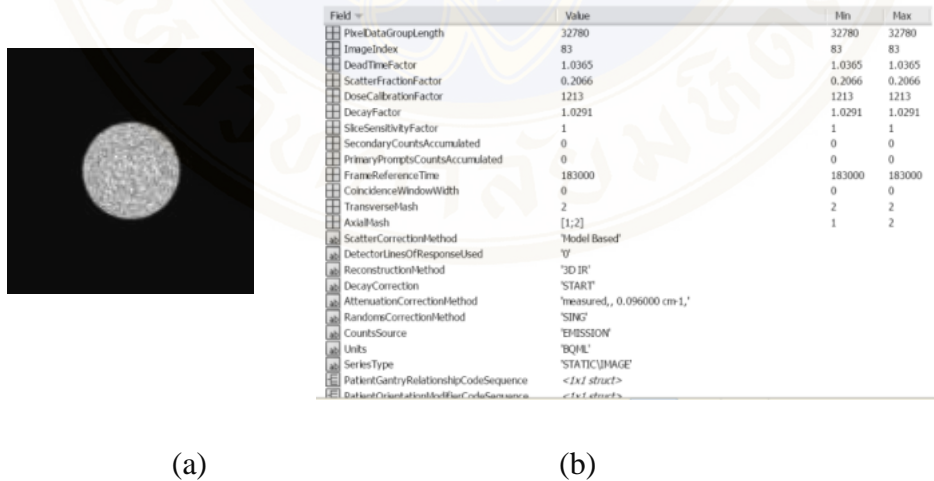 Field Value Min Max
PixelDataGroupLength 32780 32780 32780
ImageIndex 83 83 83
DeadTimeFactor 1.0365 1.0365 1.0365
ScatterFractionFactor 0.2066 0.2066 0.2066
DoseCalibrationFactor 1213 1213 1213
DecayFactor 1.0291 1.0291 1.0291
SliceSensitivityFactor 1 1 1
SecondaryCountsAccumulated 0 0 0
PrimaryPromptsCountsAccumulated 0 0 0
FrameReferenceTime 183000 183000 183000
CoincidenceWindowWidth 0 0 0
TransverseMash 2 2 2
AxialMash [1;2] 1 2
ScatterCorrectionMethod 'Model Based'
DetectorLinesOfResponseUsed '0'
ReconstructionMethod '3D IR'
DecayCorrection 'START'
AttenuationCorrectionMethod 'measured,, 0.096000 cm-1,'
RandomsCorrectionMethod 'SING'
CountsSource 'EMISSION'
Units 'BQML'
SeriesType 'STATIC\IMAGE'
PatientGantryRelationshipCodeSequence <1x1 struct>
PatientOrientationModifierCodeSequence <1x1 struct>
(a) (b)